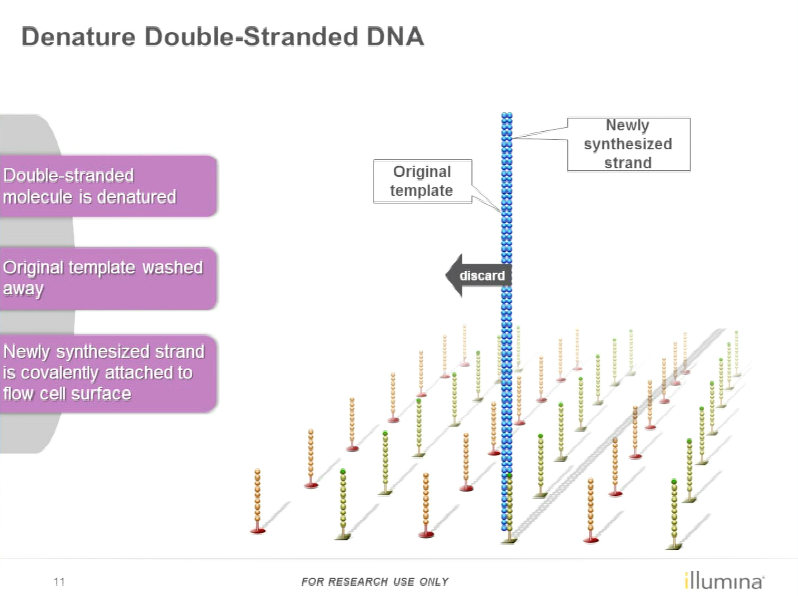 Denature Double-Stranded DNA
Newly
synthesized
strand
Original
template
Double-stranded
molecule is denatured
discard
Original template washed
away
Newly synthesized strand
is covalently attached to
flow cell surface
11
FOR RESEARCH USE ONLY
illumina®